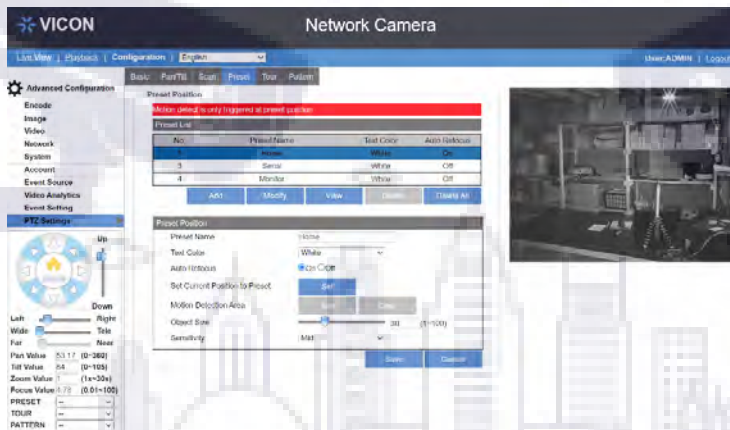 VICON
Network Camera
Live View | Playback | Configuration | English
User:ADMIN | Logout
Basic Pan/Tilt Scan Preset Tour Pattern
Advanced Configuration
Encode
Image
Video
Network
System
Account
Event Source
Video Analytics
Event Setting
PTZ Settings
Up
Down
Left Right
Wide Tele
Far Near
Pan Value 53.17 (0~360)
Tilt Value 64 (0~105)
Zoom Value 1 (1x~30x)
Focus Value 4.78 (0.01~100)
PRESET --
TOUR --
PATTERN --
Preset Position
Motion detect is only triggered at preset position
Preset List
No. Preset Name Text Color Auto Refocus
1 Home White On
3 Serial White Off
4 Monitor White Off
Add Modify View Delete Delete All
Preset Position
Preset Name Home
Text Color White
Auto Refocus On Off
Set Current Position to Preset Set
Motion Detection Area
Object Size 30 (1~100)
Sensitivity Mid
Save Cancel